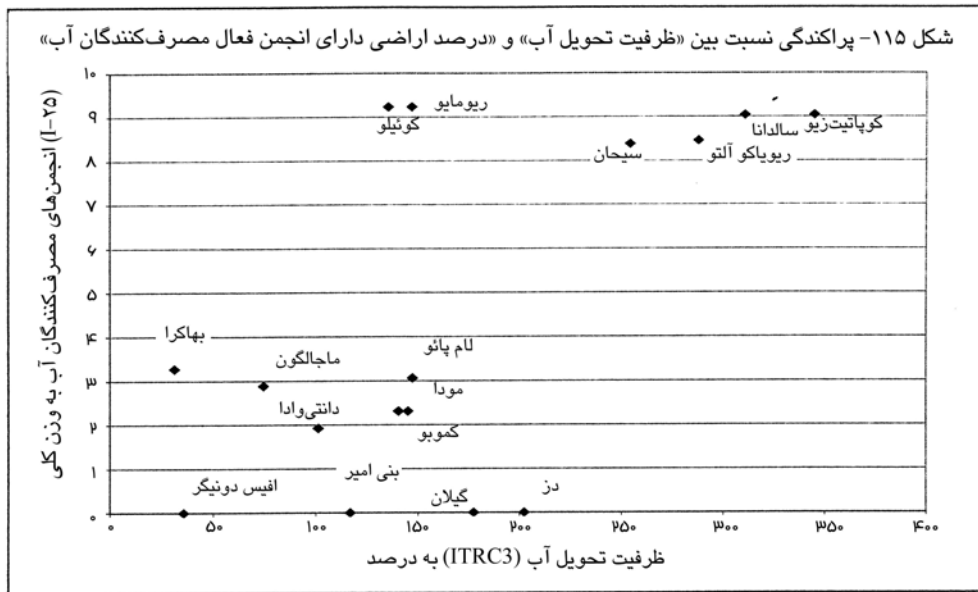 شکل ۱۱۵- پراکندگی نسبت بین «ظرفیت تحویل آب» و «درصد اراضی دارای انجمن فعال مصرف‌کنندگان آب»
انجمن‌های مصرف‌کنندگان آب به وزن کلی (I-۲۵)
۱۰
۹
۸
۷
۶
۵
۴
۳
۲
۱
۰
ریومایو
کوئیلو
کوپاتیت‌زیو
سالدانا
ریویاکو آلتو
سیحان
بهاکرا
ماجالگون
لام پائو
مودا
دانتی‌وادا
کموبو
بنی امیر
افیس دونیگر
گیلان
دز
۰ ۵۰ ۱۰۰ ۱۵۰ ۲۰۰ ۲۵۰ ۳۰۰ ۳۵۰ ۴۰۰
ظرفیت تحویل آب (ITRC3) به درصد